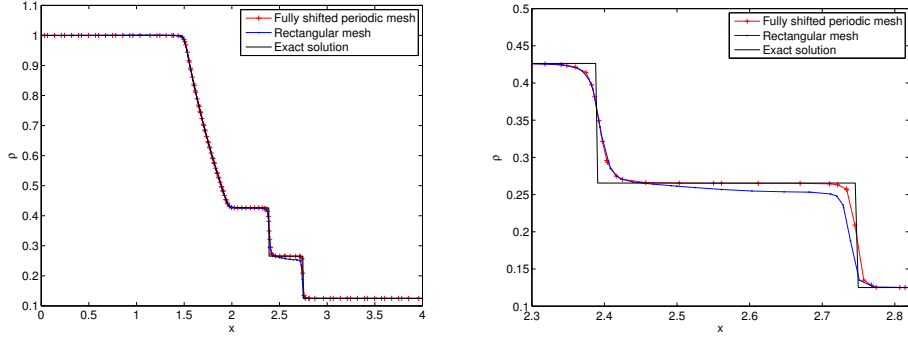 1.1
1
0.9
0.8
0.7
0.6
0.5
0.4
0.3
0.2
0.1
ρ
0 0.5 1 1.5 2 2.5 3 3.5 4
x
Fully shifted periodic mesh
Rectangular mesh
Exact solution
0.5
0.45
0.4
0.35
0.3
0.25
0.2
0.15
0.1
ρ
2.3 2.4 2.5 2.6 2.7 2.8
x
Fully shifted periodic mesh
Rectangular mesh
Exact solution